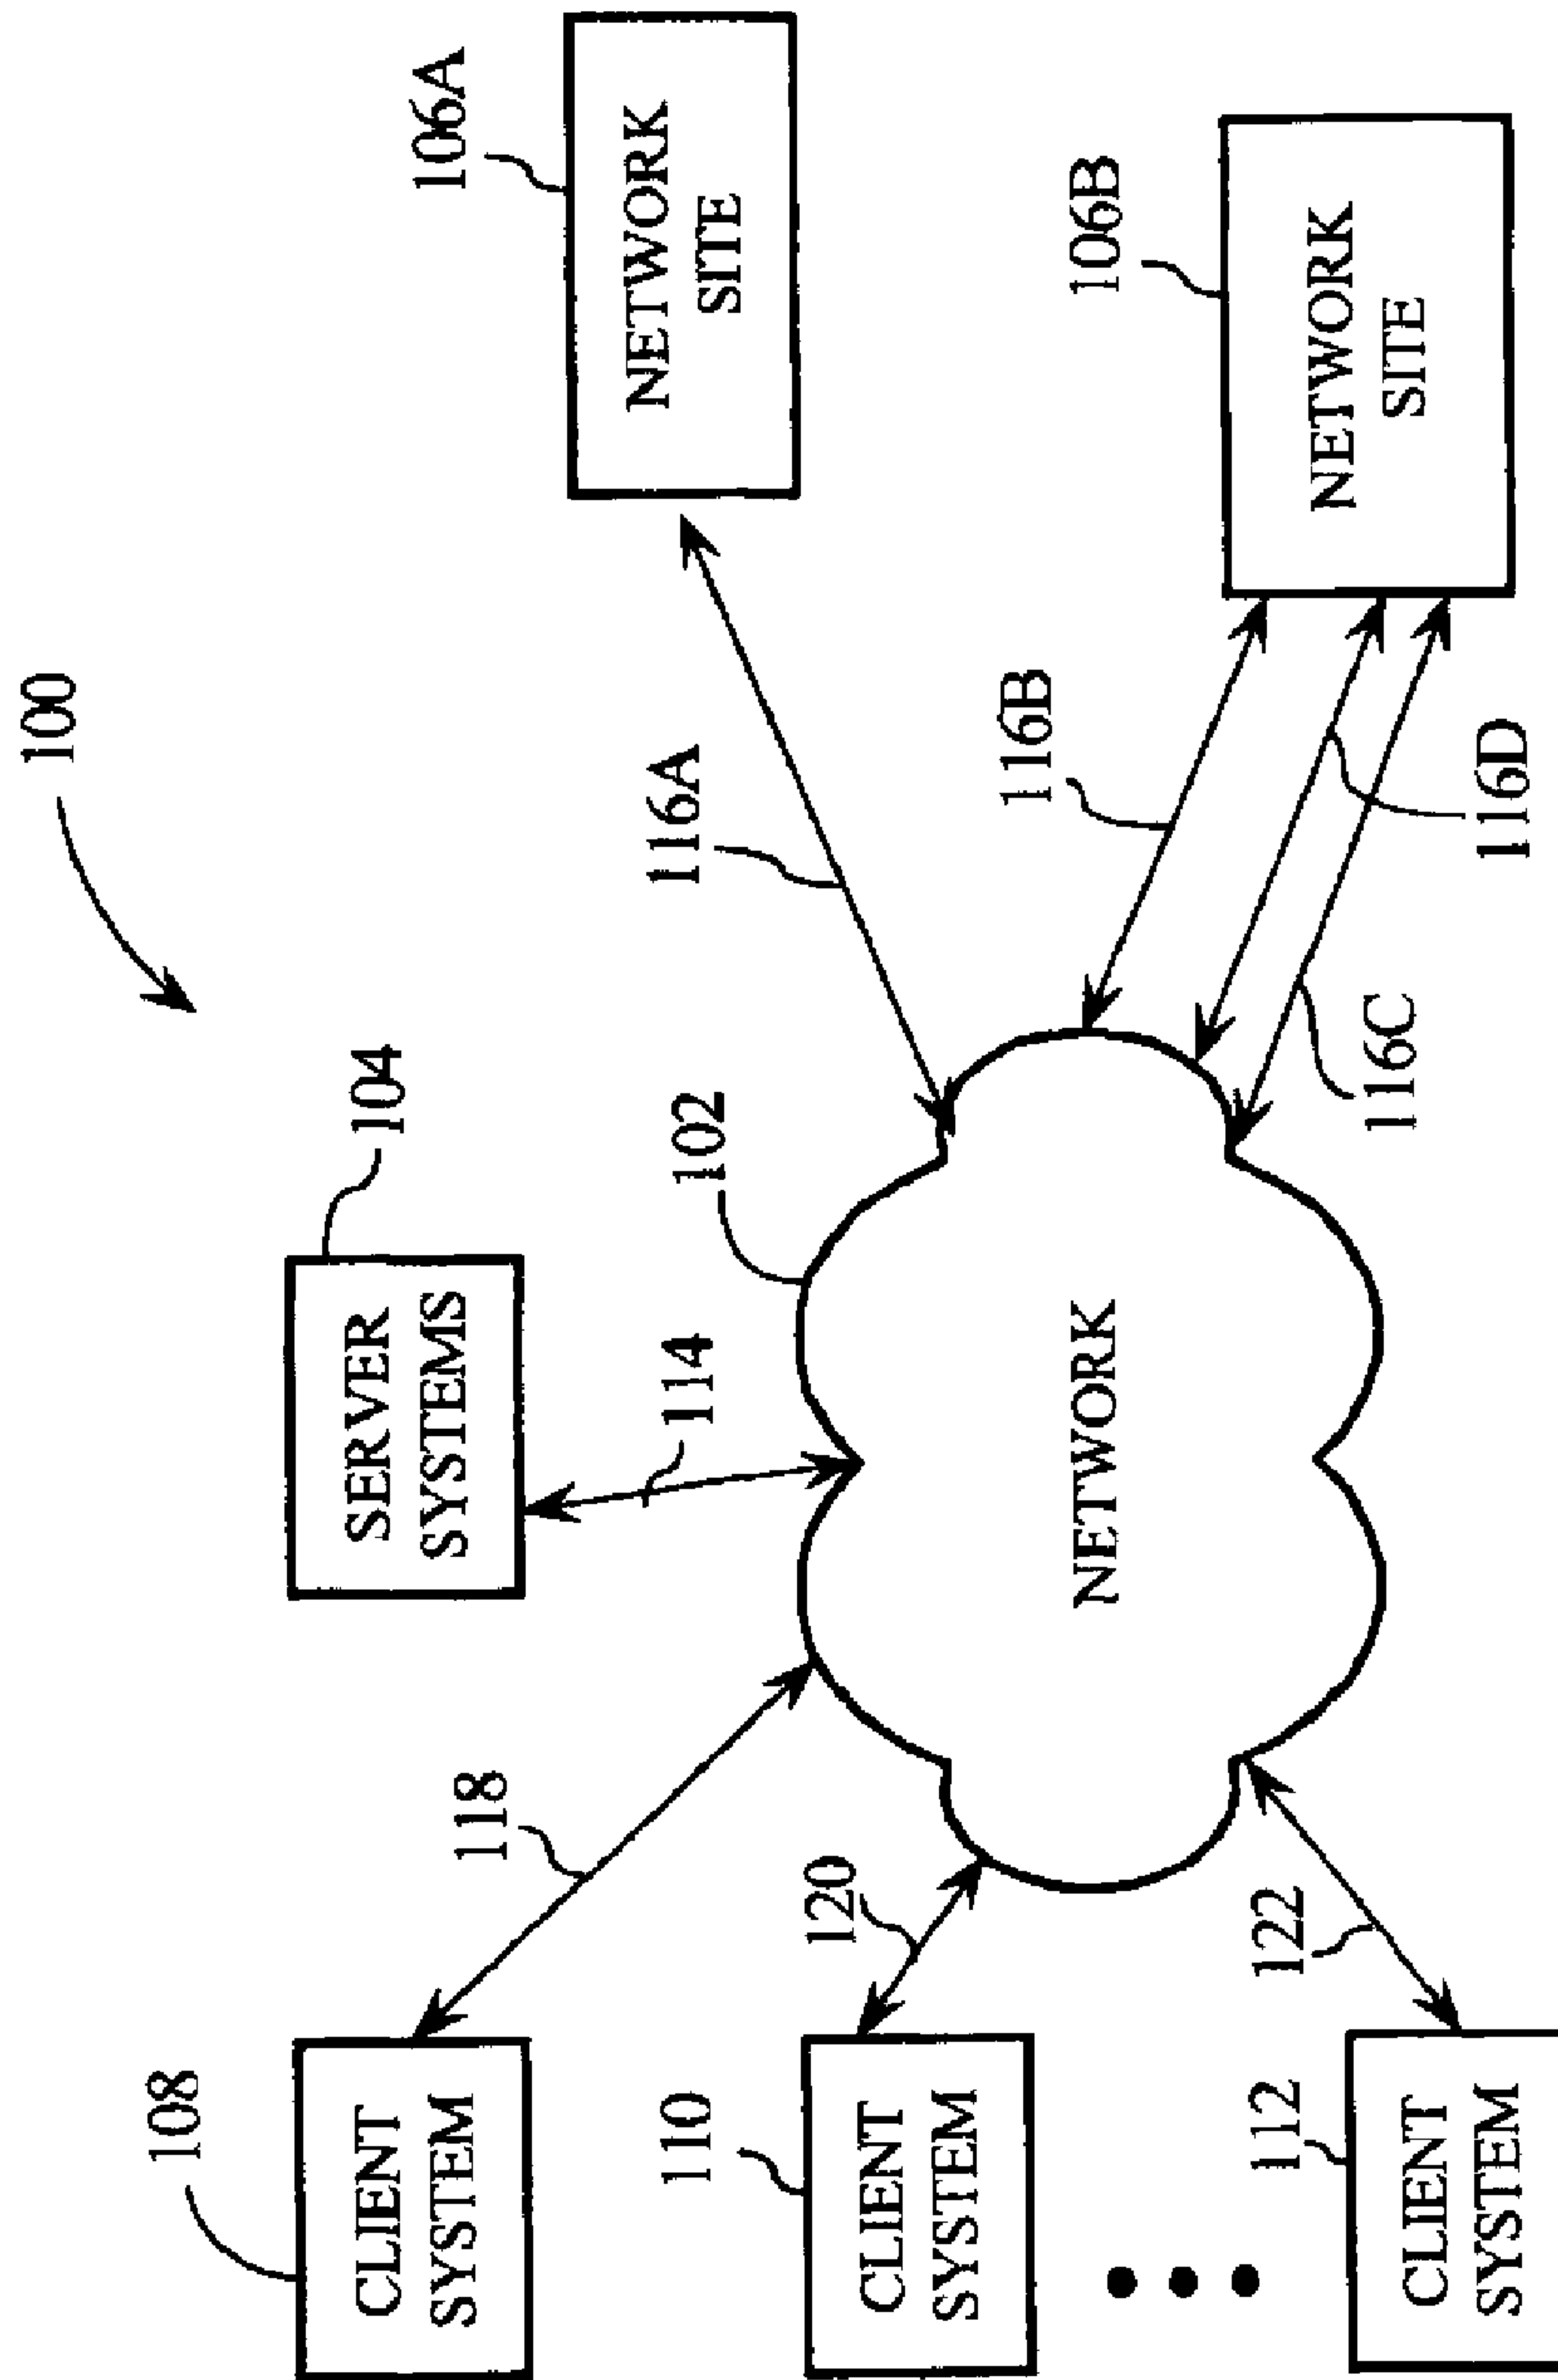 100
108
CLIENT
SYSTEM
118
SERVER
SYSTEMS
104
106A
NETWORK
SITE
114
102
116A
110
CLIENT
SYSTEM
120
NETWORK
116B
106B
NETWORK
SITE
112
CLIENT
SYSTEM
122
116C
116D